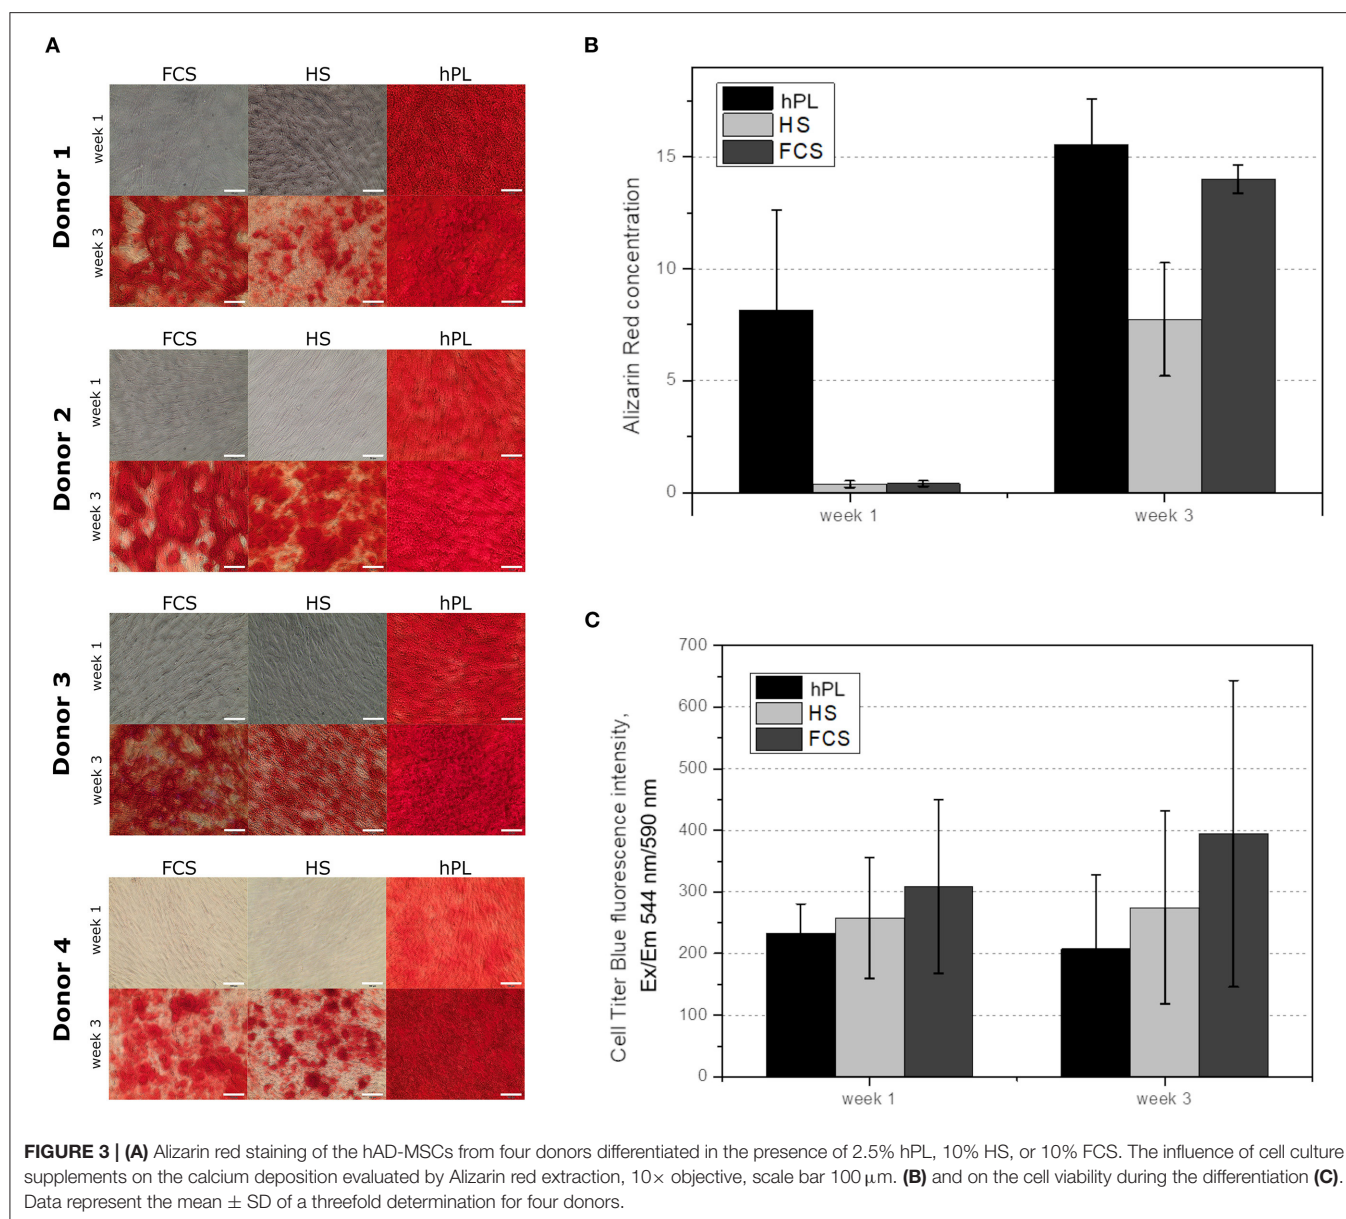 A
FCS HS hPL
Donor 1
week 1
week 3
FCS HS hPL
Donor 2
week 1
week 3
FCS HS hPL
Donor 3
week 1
week 3
FCS HS hPL
Donor 4
week 1
week 3
B
hPL
HS
FCS
Alizarin Red concentration
15
10
5
0
week 1 week 3
C
700
600
500
400
300
200
100
0
hPL
HS
FCS
Cell Titer Blue fluorescence intensity,
Ex/Em 544 nm/590 nm
week 1 week 3
FIGURE 3 | (A) Alizarin red staining of the hAD-MSCs from four donors differentiated in the presence of 2.5% hPL, 10% HS, or 10% FCS. The influence of cell culture
supplements on the calcium deposition evaluated by Alizarin red extraction, 10× objective, scale bar 100 μm. (B) and on the cell viability during the differentiation (C).
Data represent the mean ± SD of a threefold determination for four donors.